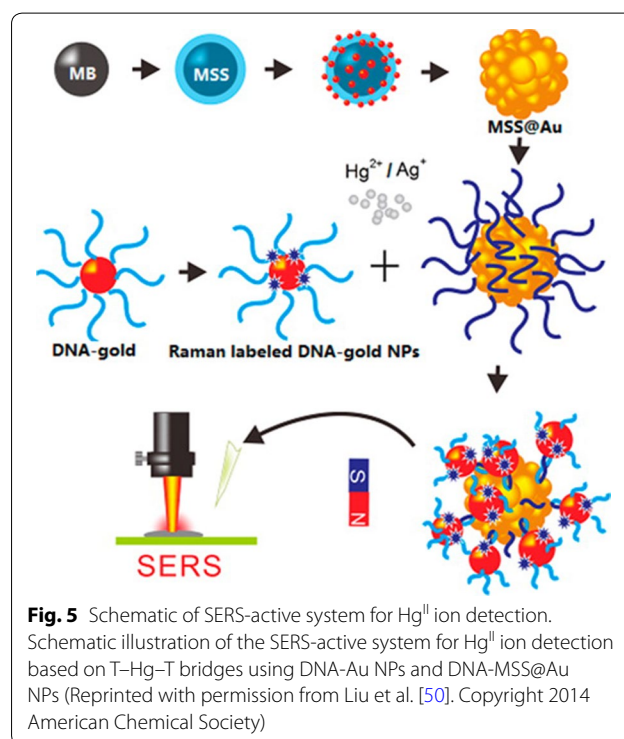 MB
MSS
MSS@Au
Hg²⁺ / Ag⁺
DNA-gold
Raman labeled DNA-gold NPs
+
S
N
SERS
Fig. 5 Schematic of SERS-active system for Hgᴵᴵ ion detection.
Schematic illustration of the SERS-active system for Hgᴵᴵ ion detection
based on T–Hg–T bridges using DNA-Au NPs and DNA-MSS@Au
NPs (Reprinted with permission from Liu et al. [50]. Copyright 2014
American Chemical Society)